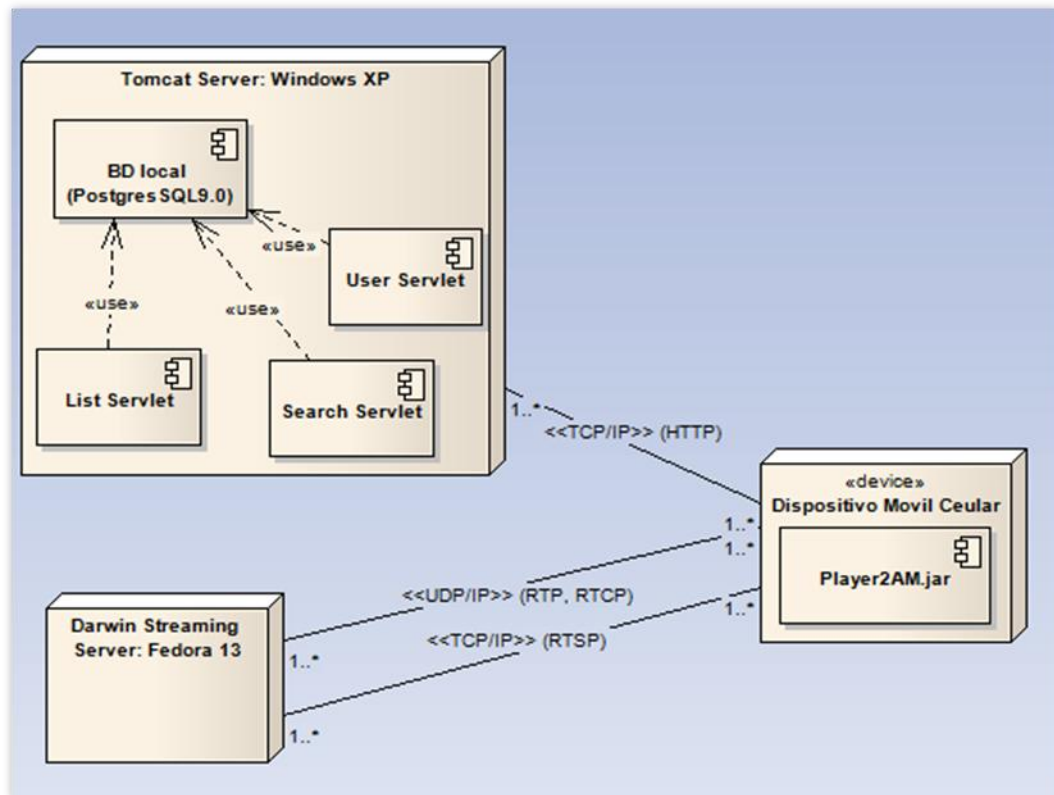 Tomcat Server: Windows XP
BD local
(PostgresSQL9.0)
«use»
User Servlet
«use»
«use»
List Servlet
Search Servlet
1..*
<<TCP/IP>> (HTTP)
«device»
Dispositivo Movil Ceular
1..*
1..*
Player2AM.jar
<<UDP/IP>> (RTP, RTCP)
1..*
Darwin Streaming
Server: Fedora 13
<<TCP/IP>> (RTSP)
1..*
1..*